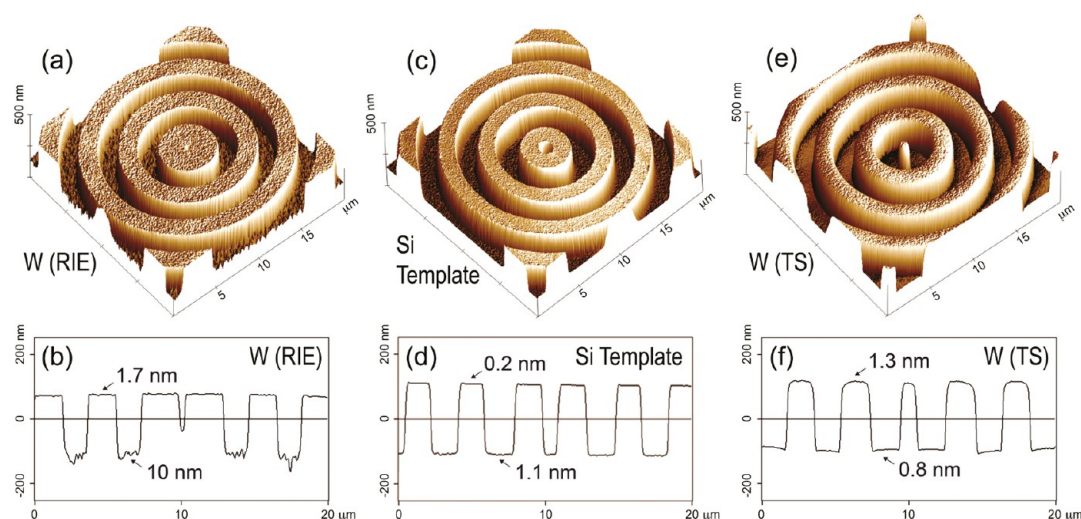 (a)
500 nm
W (RIE)
5
10
15
μm
(c)
500 nm
Si
Template
5
10
15
μm
(e)
500 nm
W (TS)
5
10
15
μm
(b)
W (RIE)
200 nm
0
-200
1.7 nm
10 nm
0
10
20 μm
(d)
Si Template
200 nm
0
-200
0.2 nm
1.1 nm
0
10
20 μm
(f)
W (TS)
200 nm
0
-200
1.3 nm
0.8 nm
0
10
20 μm